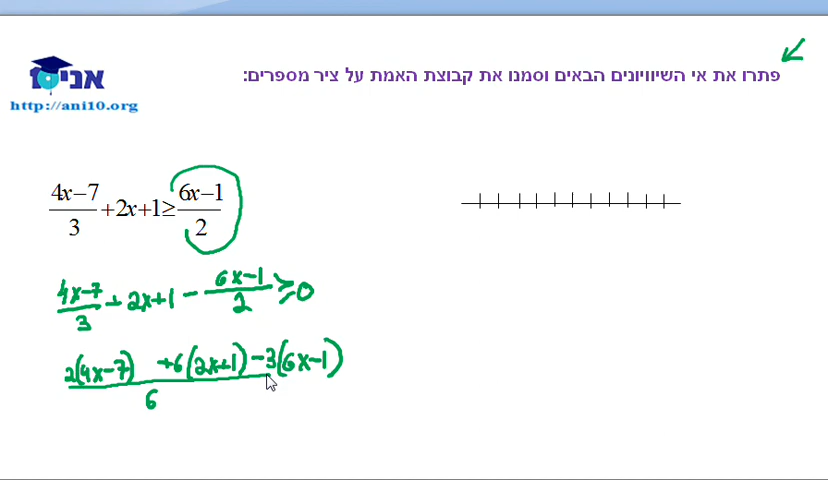 פתרו את אי השיוויונים הבאים וסמנו את קבוצת האמת על ציר מספרים:
אני10
http://ani10.org
(4x−7)/3 +2x+1≥ (6x−1)/2
(4x-7)/3 + 2x+1 - (6x-1)/2 ≥0
(2(4x-7) +6(2x+1) -3(6x-1))/6